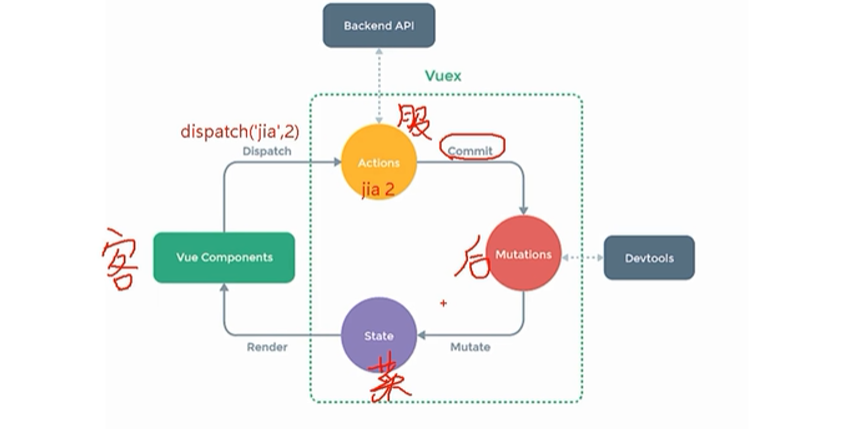 Backend API
Vuex
服
dispatch('jia',2)
Dispatch
Actions
Commit
jia 2
客
Vue Components
后
Mutations
Devtools
State
Render
Mutate
菜